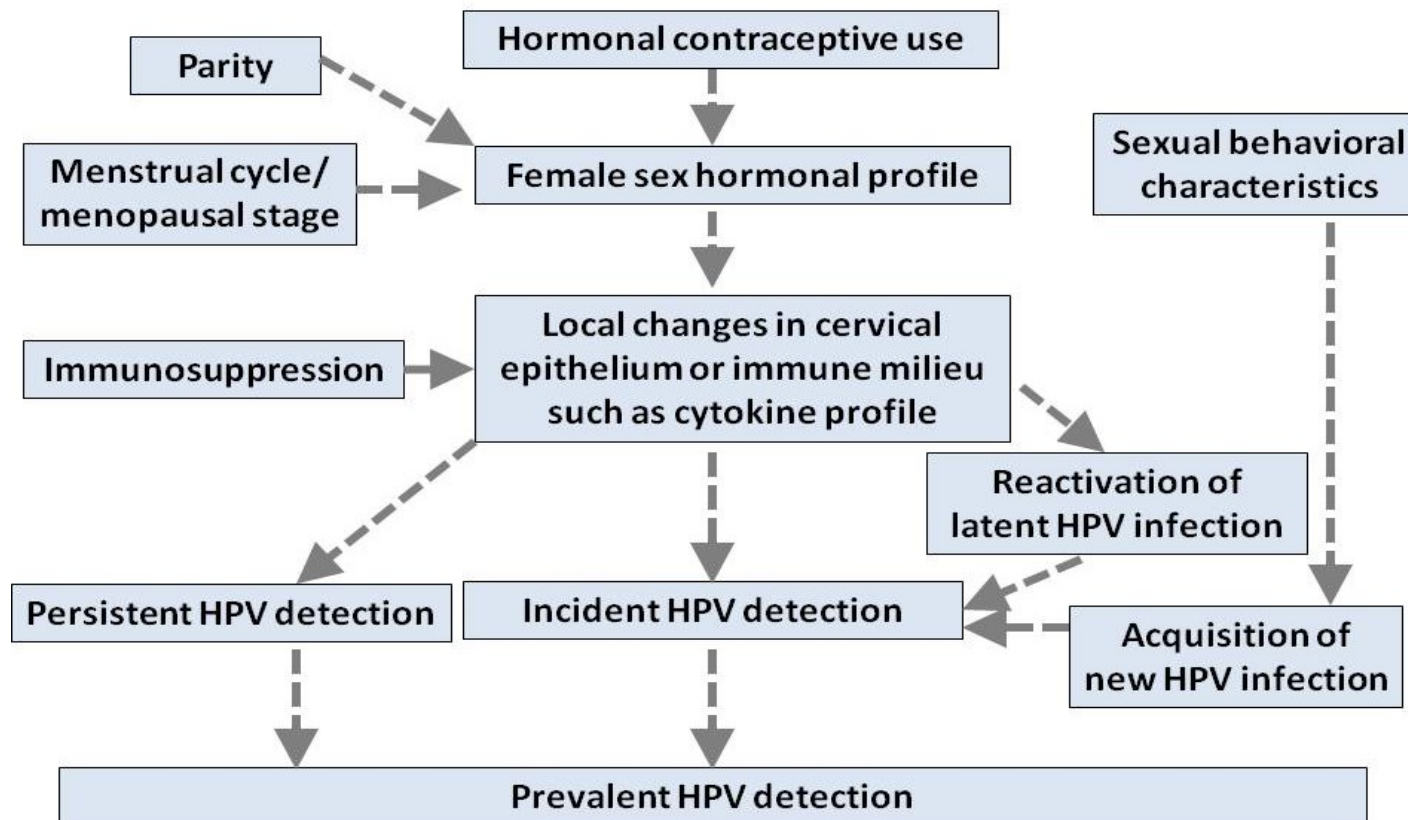 Hormonal contraceptive use
Parity
Menstrual cycle/
menopausal stage
Female sex hormonal profile
Sexual behavioral
characteristics
Immunosuppression
Local changes in cervical
epithelium or immune milieu
such as cytokine profile
Reactivation of
latent HPV infection
Persistent HPV detection
Incident HPV detection
Acquisition of
new HPV infection
Prevalent HPV detection